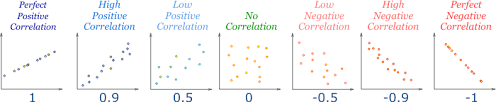 Perfect
Positive
Correlation
High
Positive
Correlation
Low
Positive
Correlation
No
Correlation
Low
Negative
Correlation
High
Negative
Correlation
Perfect
Negative
Correlation
1
0.9
0.5
0
-0.5
-0.9
-1